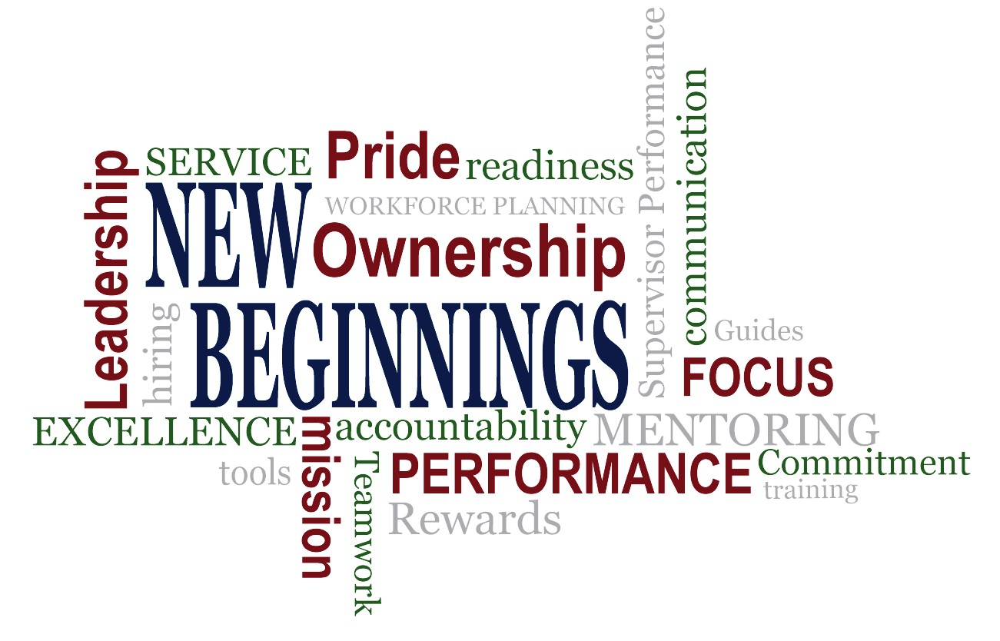 Supervisor Performance
communication
Pride
SERVICE
readiness
Leadership
NEW
WORKFORCE PLANNING
Ownership
hiring
BEGINNINGS
Guides
FOCUS
EXCELLENCE
mission
accountability
MENTORING
tools
Teamwork
PERFORMANCE
Commitment
training
Rewards